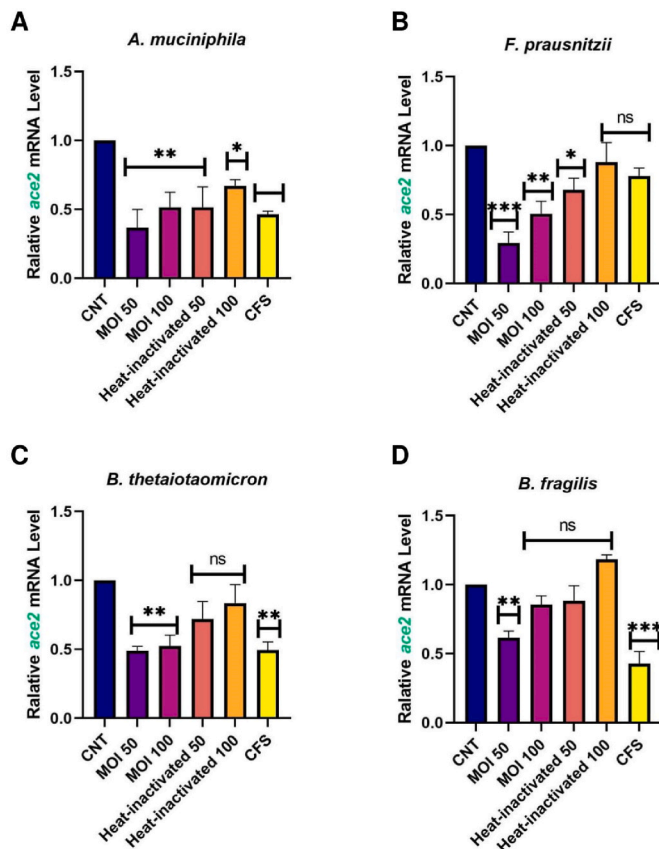 A
A. muciniphila
Ralative ace2 mRNA Level
1.5
1.0
0.5
0.0
**
*
CNT
MOI 50
MOI 100
Heat-inactivated 50
Heat-inactivated 100
CFS
B
F. prausnitzii
Ralative ace2 mRNA Level
1.5
1.0
0.5
0.0
***
**
*
ns
CNT
MOI 50
MOI 100
Heat-inactivated 50
Heat-inactivated 100
CFS
C
B. thetaiotaomicron
Ralative ace2 mRNA Level
1.5
1.0
0.5
0.0
**
ns
**
CNT
MOI 50
MOI 100
Heat-inactivated 50
Heat-inactivated 100
CFS
D
B. fragilis
Ralative ace2 mRNA Level
1.5
1.0
0.5
0.0
**
ns
***
CNT
MOI 50
MOI 100
Heat-inactivated 50
Heat-inactivated 100
CFS